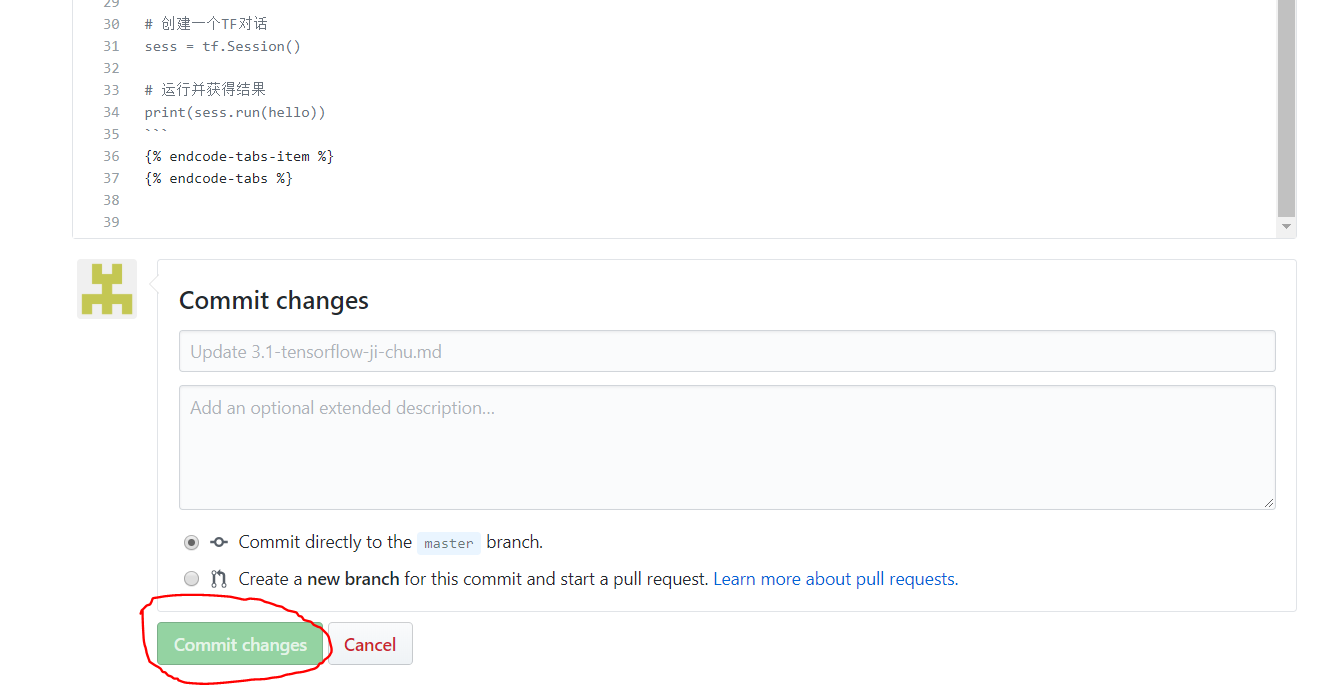 29
30 # 创建一个TF对话
31 sess = tf.Session()
32
33 # 运行并获得结果
34 print(sess.run(hello))
35 ```
36 {% endcode-tabs-item %}
37 {% endcode-tabs %}
38
39
Commit changes
Update 3.1-tensorflow-ji-chu.md
Add an optional extended description...
Commit directly to the master branch.
Create a new branch for this commit and start a pull request. Learn more about pull requests.
Commit changes Cancel